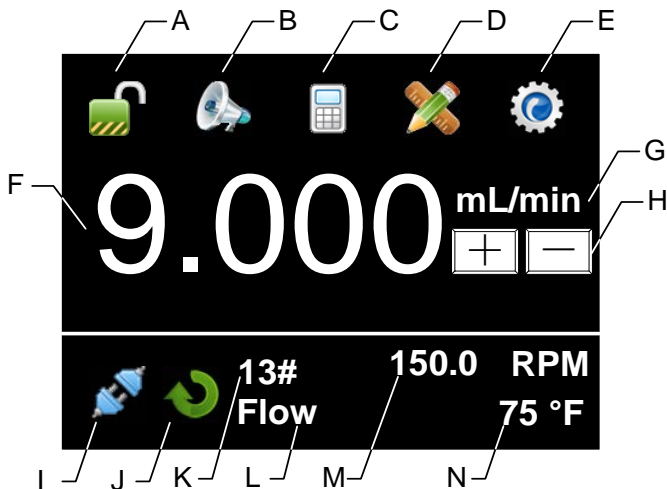 A B C D E
F
9.000
mL/min
G
H
+ −
13#
150.0 RPM
Flow
75 °F
I J K L M N